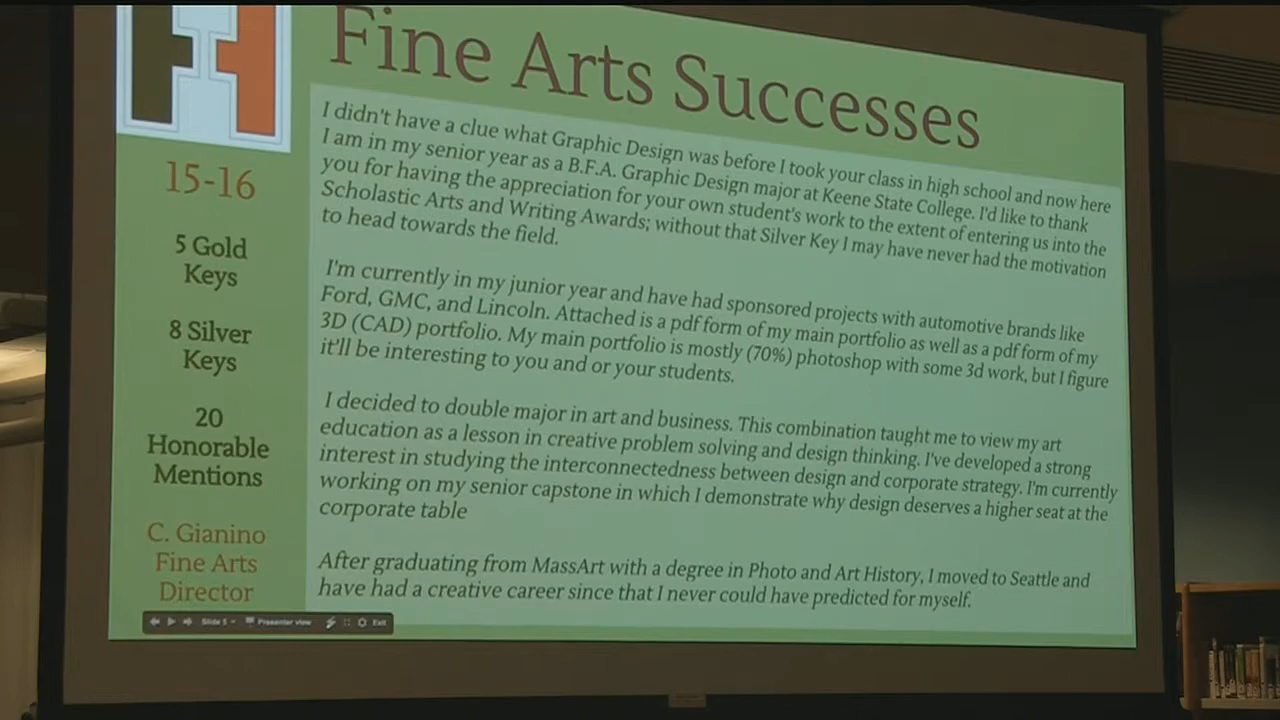 Fine Arts Successes
15-16
5 Gold
Keys
8 Silver
Keys
20
Honorable
Mentions
C. Gianino
Fine Arts
Director
I didn't have a clue what Graphic Design was before I took your class in high school and now here
I am in my senior year as a B.F.A. Graphic Design major at Keene State College. I'd like to thank
you for having the appreciation for your own student's work to the extent of entering us into the
Scholastic Arts and Writing Awards; without that Silver Key I may have never had the motivation
to head towards the field.
I'm currently in my junior year and have had sponsored projects with automotive brands like
Ford, GMC, and Lincoln. Attached is a pdf form of my main portfolio as well as a pdf form of my
3D (CAD) portfolio. My main portfolio is mostly (70%) photoshop with some 3d work, but I figure
it'll be interesting to you and or your students.
I decided to double major in art and business. This combination taught me to view my art
education as a lesson in creative problem solving and design thinking. I've developed a strong
interest in studying the interconnectedness between design and corporate strategy. I'm currently
working on my senior capstone in which I demonstrate why design deserves a higher seat at the
corporate table
After graduating from MassArt with a degree in Photo and Art History, I moved to Seattle and
have had a creative career since that I never could have predicted for myself.
Slide 5 Presenter view Exit